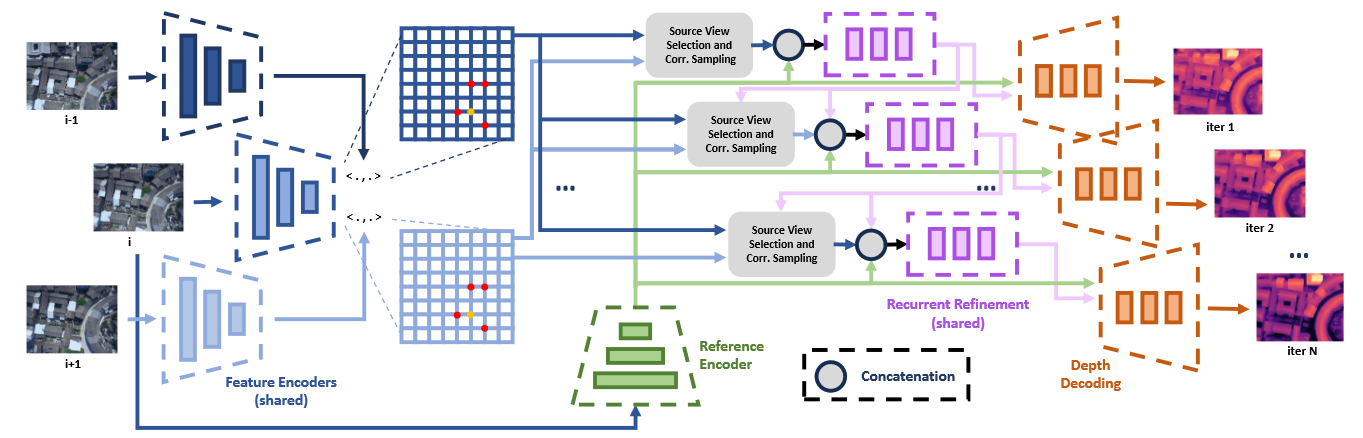 i-1
i
i+1
Feature Encoders
(shared)
<.,.>
<.,.>
...
Source View
Selection and
Corr. Sampling
Source View
Selection and
Corr. Sampling
...
Source View
Selection and
Corr. Sampling
Reference
Encoder
Recurrent Refinement
(shared)
Concatenation
Depth
Decoding
iter 1
iter 2
...
iter N